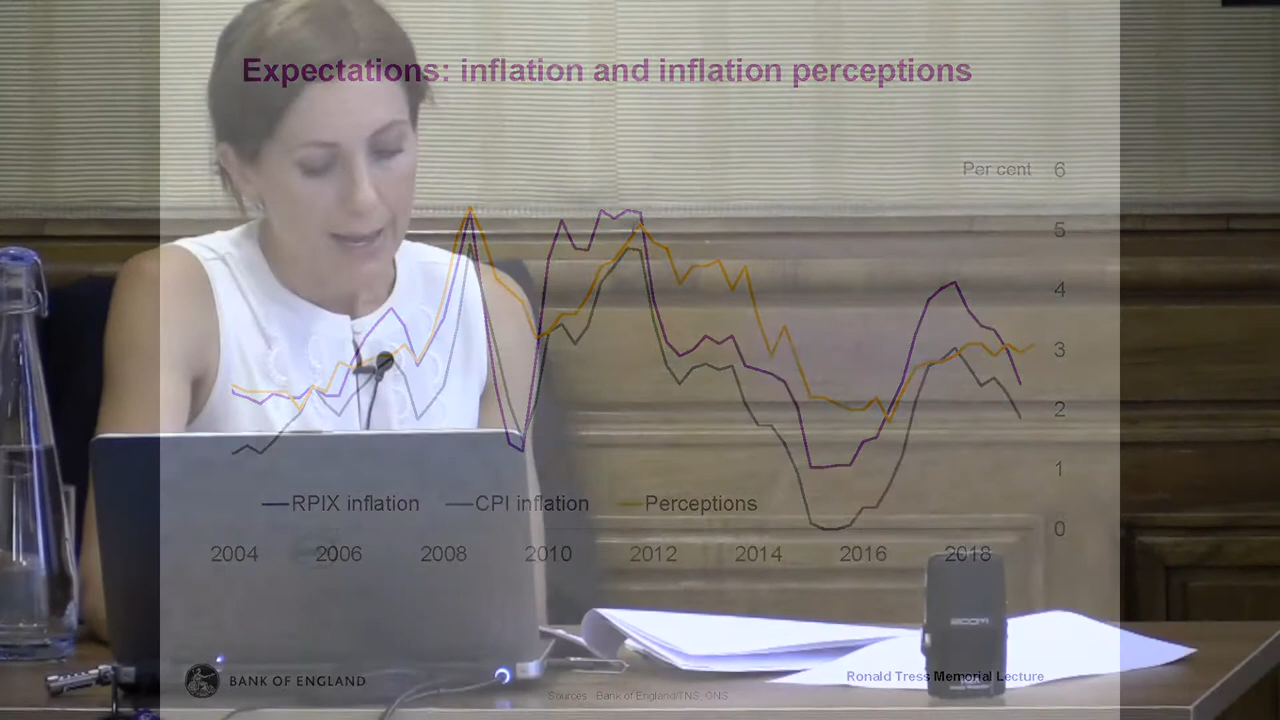 Expectations: inflation and inflation perceptions
Per cent 6
5
4
3
2
1
0
RPIX inflation CPI inflation Perceptions
2004 2006 2008 2010 2012 2014 2016 2018
ZOOM
BANK OF ENGLAND
Ronald Tress Memorial Lecture
Sources: Bank of England/TNS, ONS